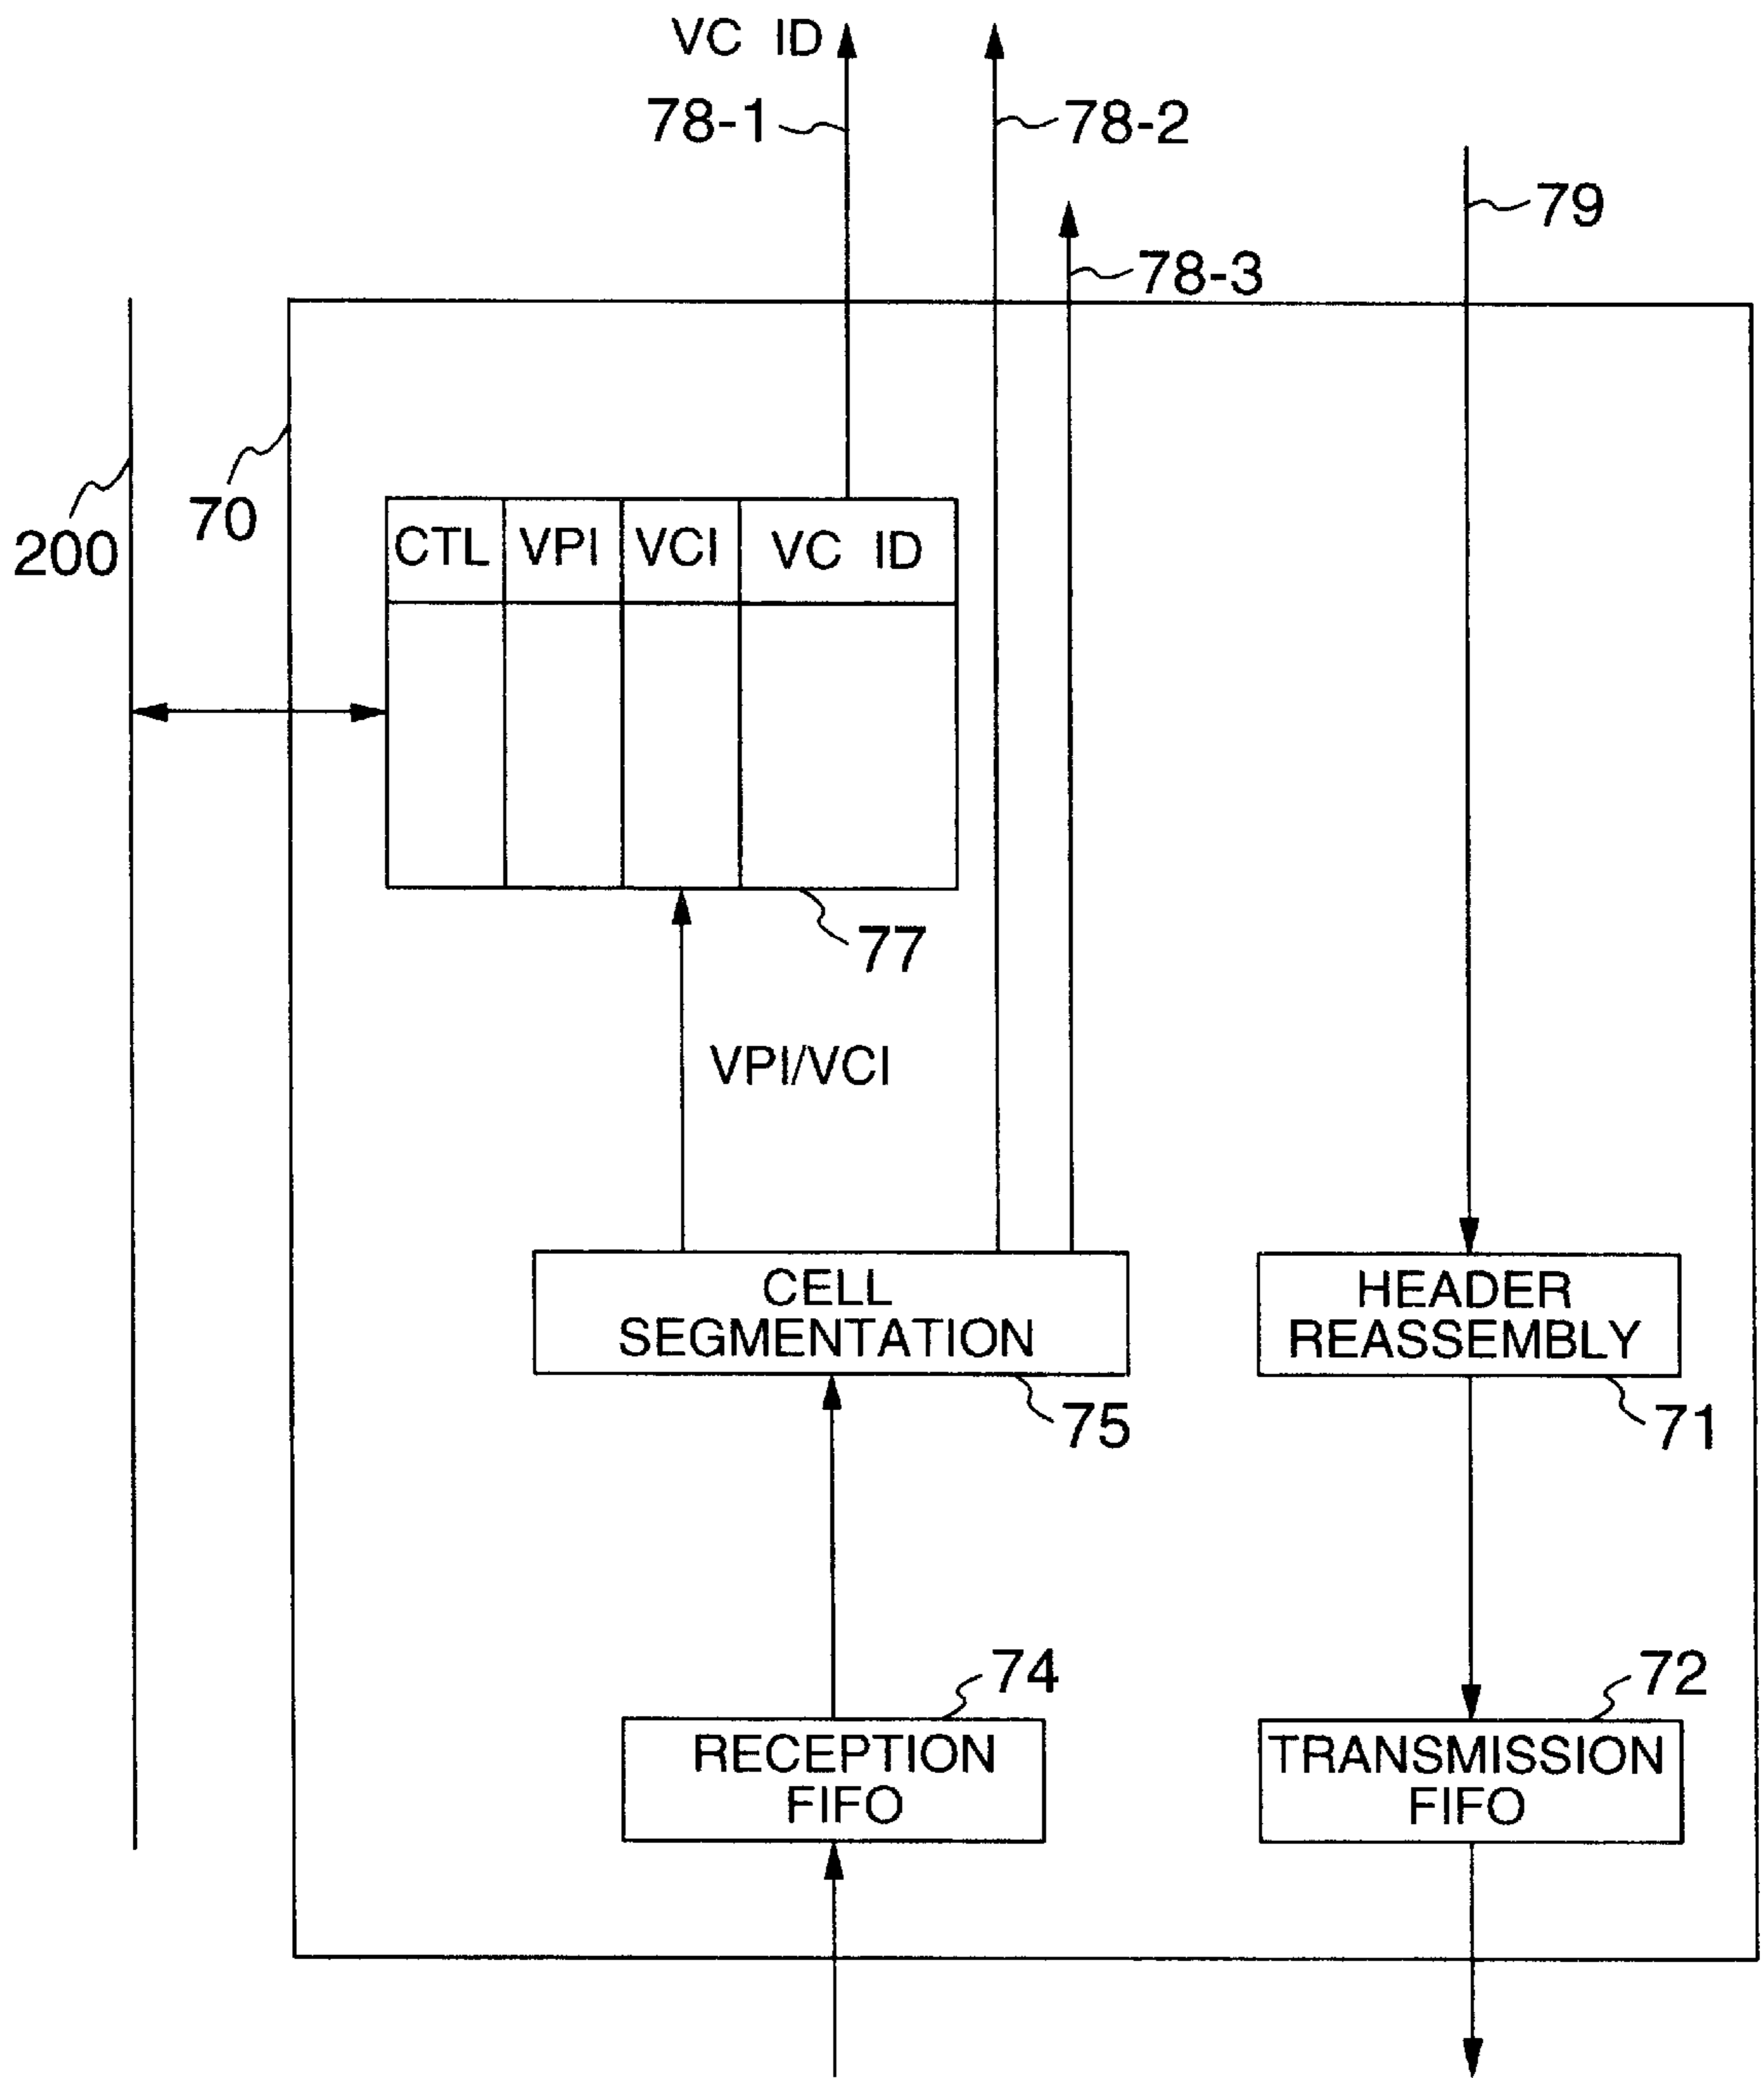 VC ID
78-1
78-2
79
78-3
200
70
CTL VPI VCI VC ID
77
VPI/VCI
CELL
SEGMENTATION
75
HEADER
REASSEMBLY
71
74
RECEPTION
FIFO
72
TRANSMISSION
FIFO